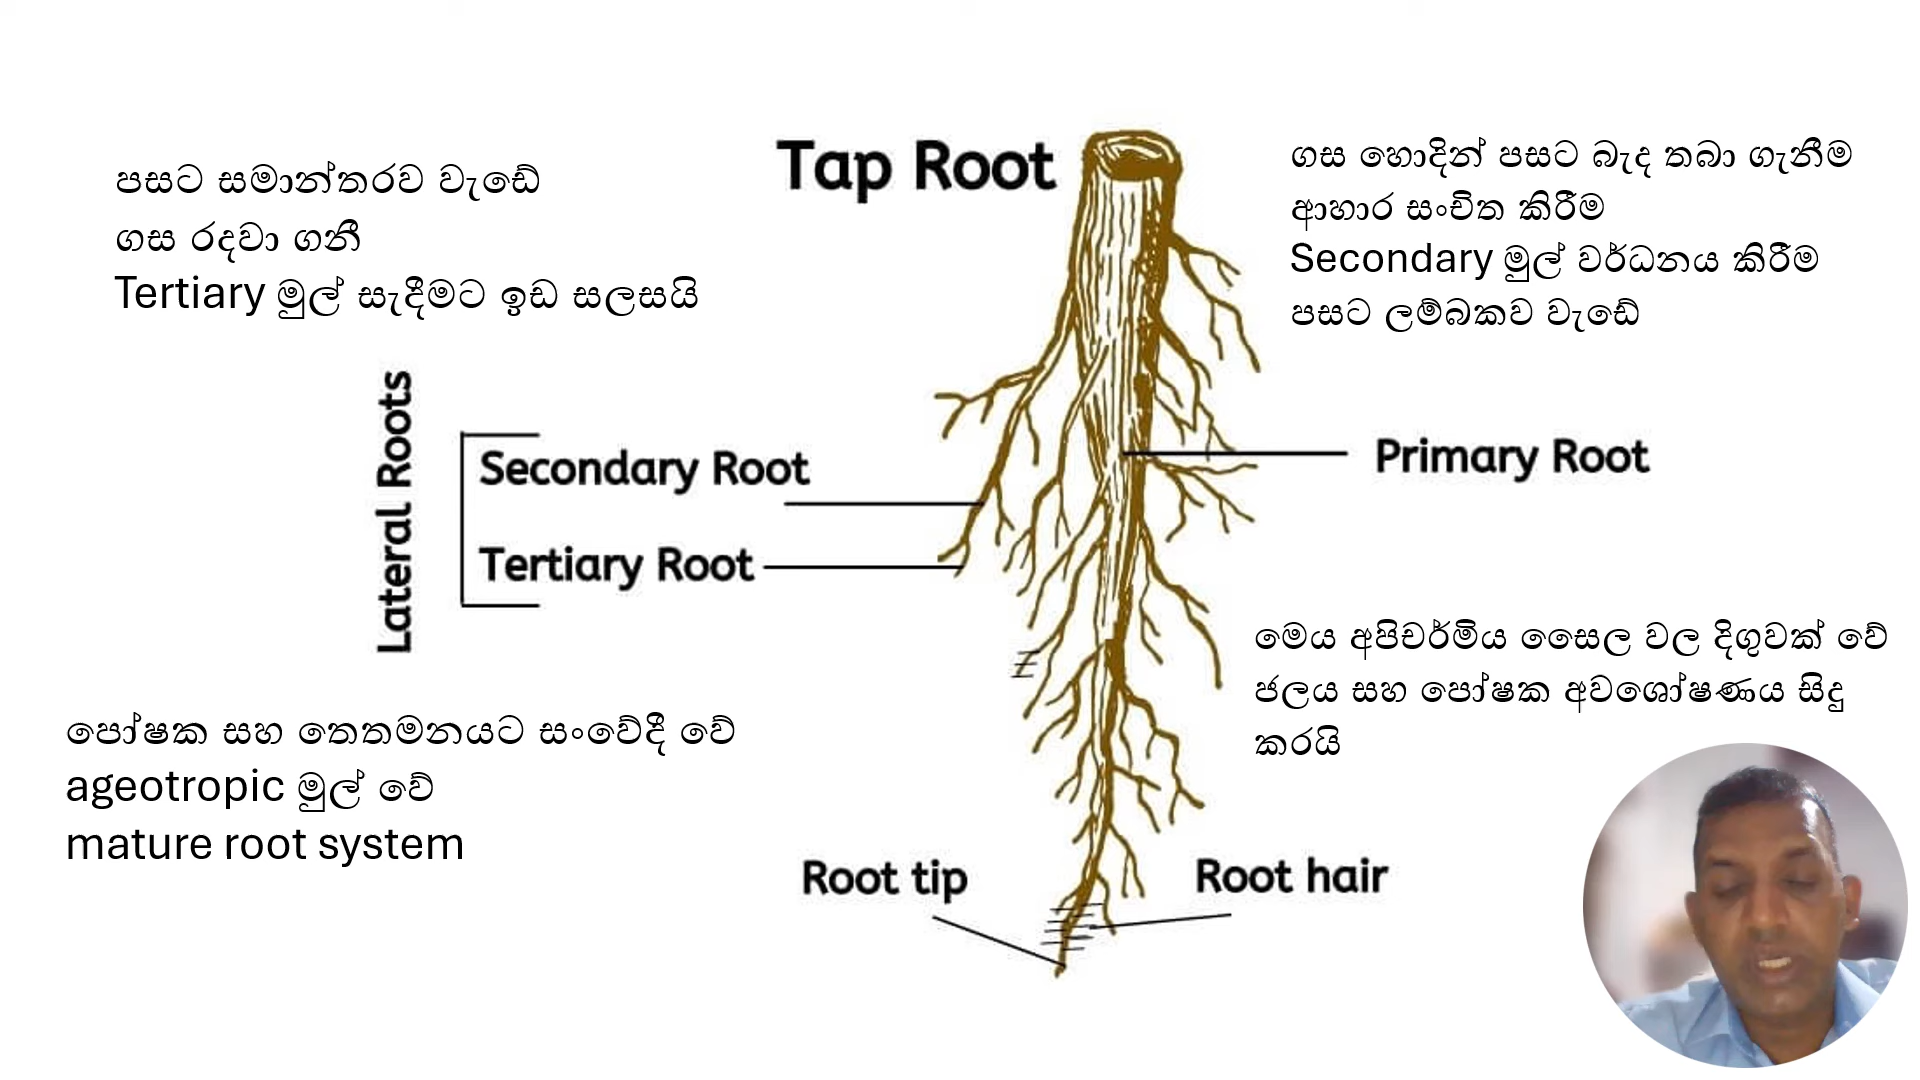 Tap Root
පසට සමාන්තරව වැඩේ
ගස රදවා ගනී
Tertiary මුල් සැදීමට ඉඩ සලසයි
ගස හොදින් පසට බැද තබා ගැනීම
ආහාර සංචිත කිරීම
Secondary මුල් වර්ධනය කිරීම
පසට ලම්බකව වැඩේ
Lateral Roots
Secondary Root
Tertiary Root
Primary Root
මෙය අපිචර්මිය සෛල වල දිගුවක් වේ
ජලය සහ පෝෂක අවශෝෂණය සිදු
කරයි
පෝෂක සහ තෙතමනයට සංවේදී වේ
ageotropic මුල් වේ
mature root system
Root tip
Root hair